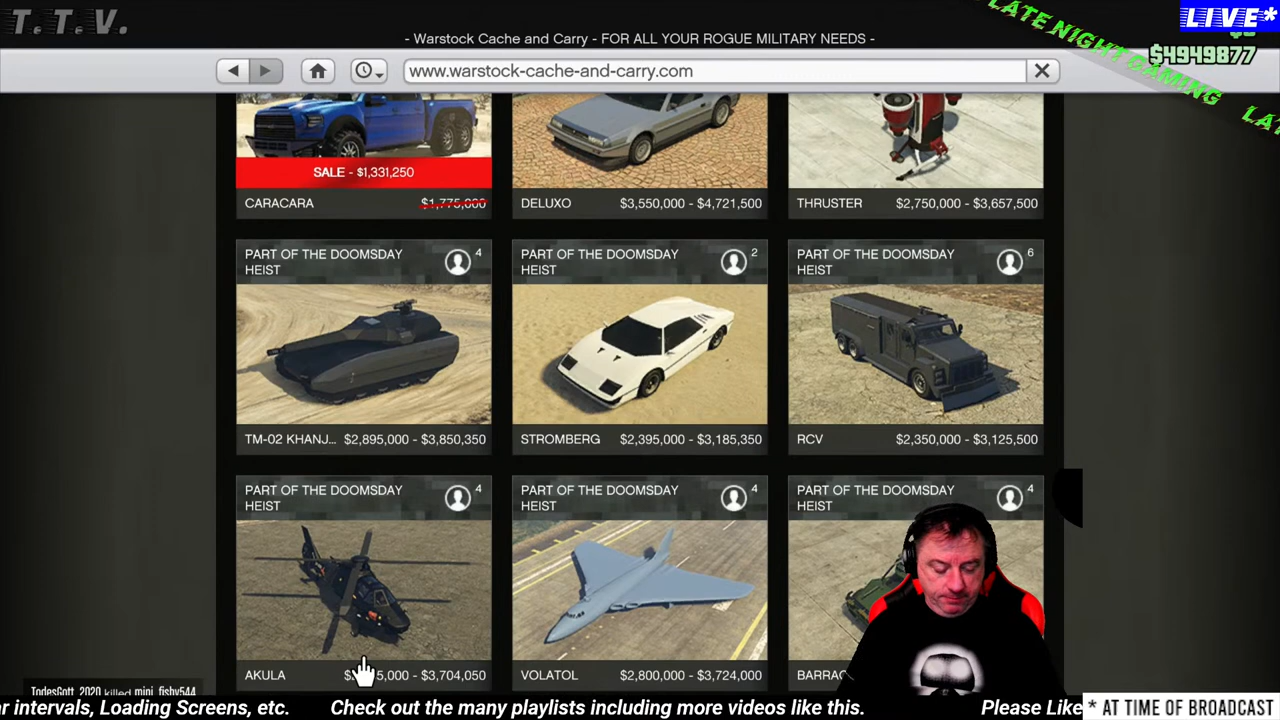 T.T.V.
- Warstock Cache and Carry - FOR ALL YOUR ROGUE MILITARY NEEDS -
LATE NIGHT GAMING
LIVE*
$4949877
www.warstock-cache-and-carry.com
SALE - $1,331,250
CARACARA $1,775,000
DELUXO $3,550,000 - $4,721,500
THRUSTER $2,750,000 - $3,657,500
PART OF THE DOOMSDAY HEIST 4
PART OF THE DOOMSDAY HEIST 2
PART OF THE DOOMSDAY HEIST 6
TM-02 KHANJ... $2,895,000 - $3,850,350
STROMBERG $2,395,000 - $3,185,350
RCV $2,350,000 - $3,125,500
PART OF THE DOOMSDAY HEIST 4
PART OF THE DOOMSDAY HEIST 4
PART OF THE DOOMSDAY HEIST 4
AKULA 5,000 - $3,704,050
VOLATOL $2,800,000 - $3,724,000
BARRAC
TodesGott_2020 killed mini_fishy544
ar intervals, Loading Screens, etc. Check out the many playlists including more videos like this. Please Like
* AT TIME OF BROADCAST